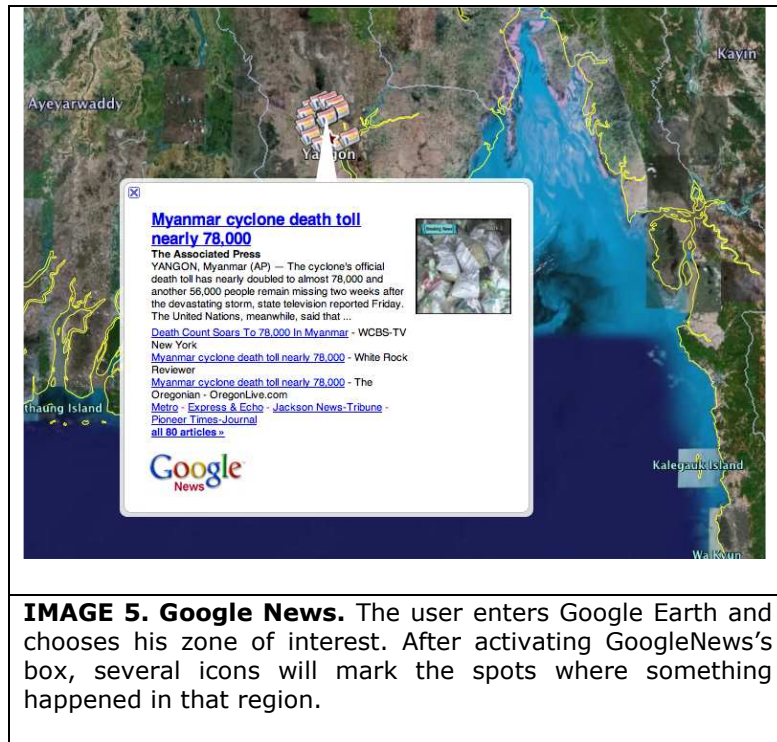 Kayin
Ayeyarwaddy
Yangon
Myanmar cyclone death toll
nearly 78,000
The Associated Press
YANGON, Myanmar (AP) — The cyclone's official
death toll has nearly doubled to almost 78,000 and
another 56,000 people remain missing two weeks after
the devastating storm, state television reported Friday.
The United Nations, meanwhile, said that ...
Death Count Soars To 78,000 In Myanmar - WCBS-TV
New York
Myanmar cyclone death toll nearly 78,000 - White Rock
Reviewer
Myanmar cyclone death toll nearly 78,000 - The
Oregonian - OregonLive.com
Metro - Express & Echo - Jackson News-Tribune -
Pioneer Times-Journal
all 80 articles »
thaung Island
Google
News
Kalegauk Island
Wa Kyun
IMAGE 5. Google News. The user enters Google Earth and
chooses his zone of interest. After activating GoogleNews's
box, several icons will mark the spots where something
happened in that region.